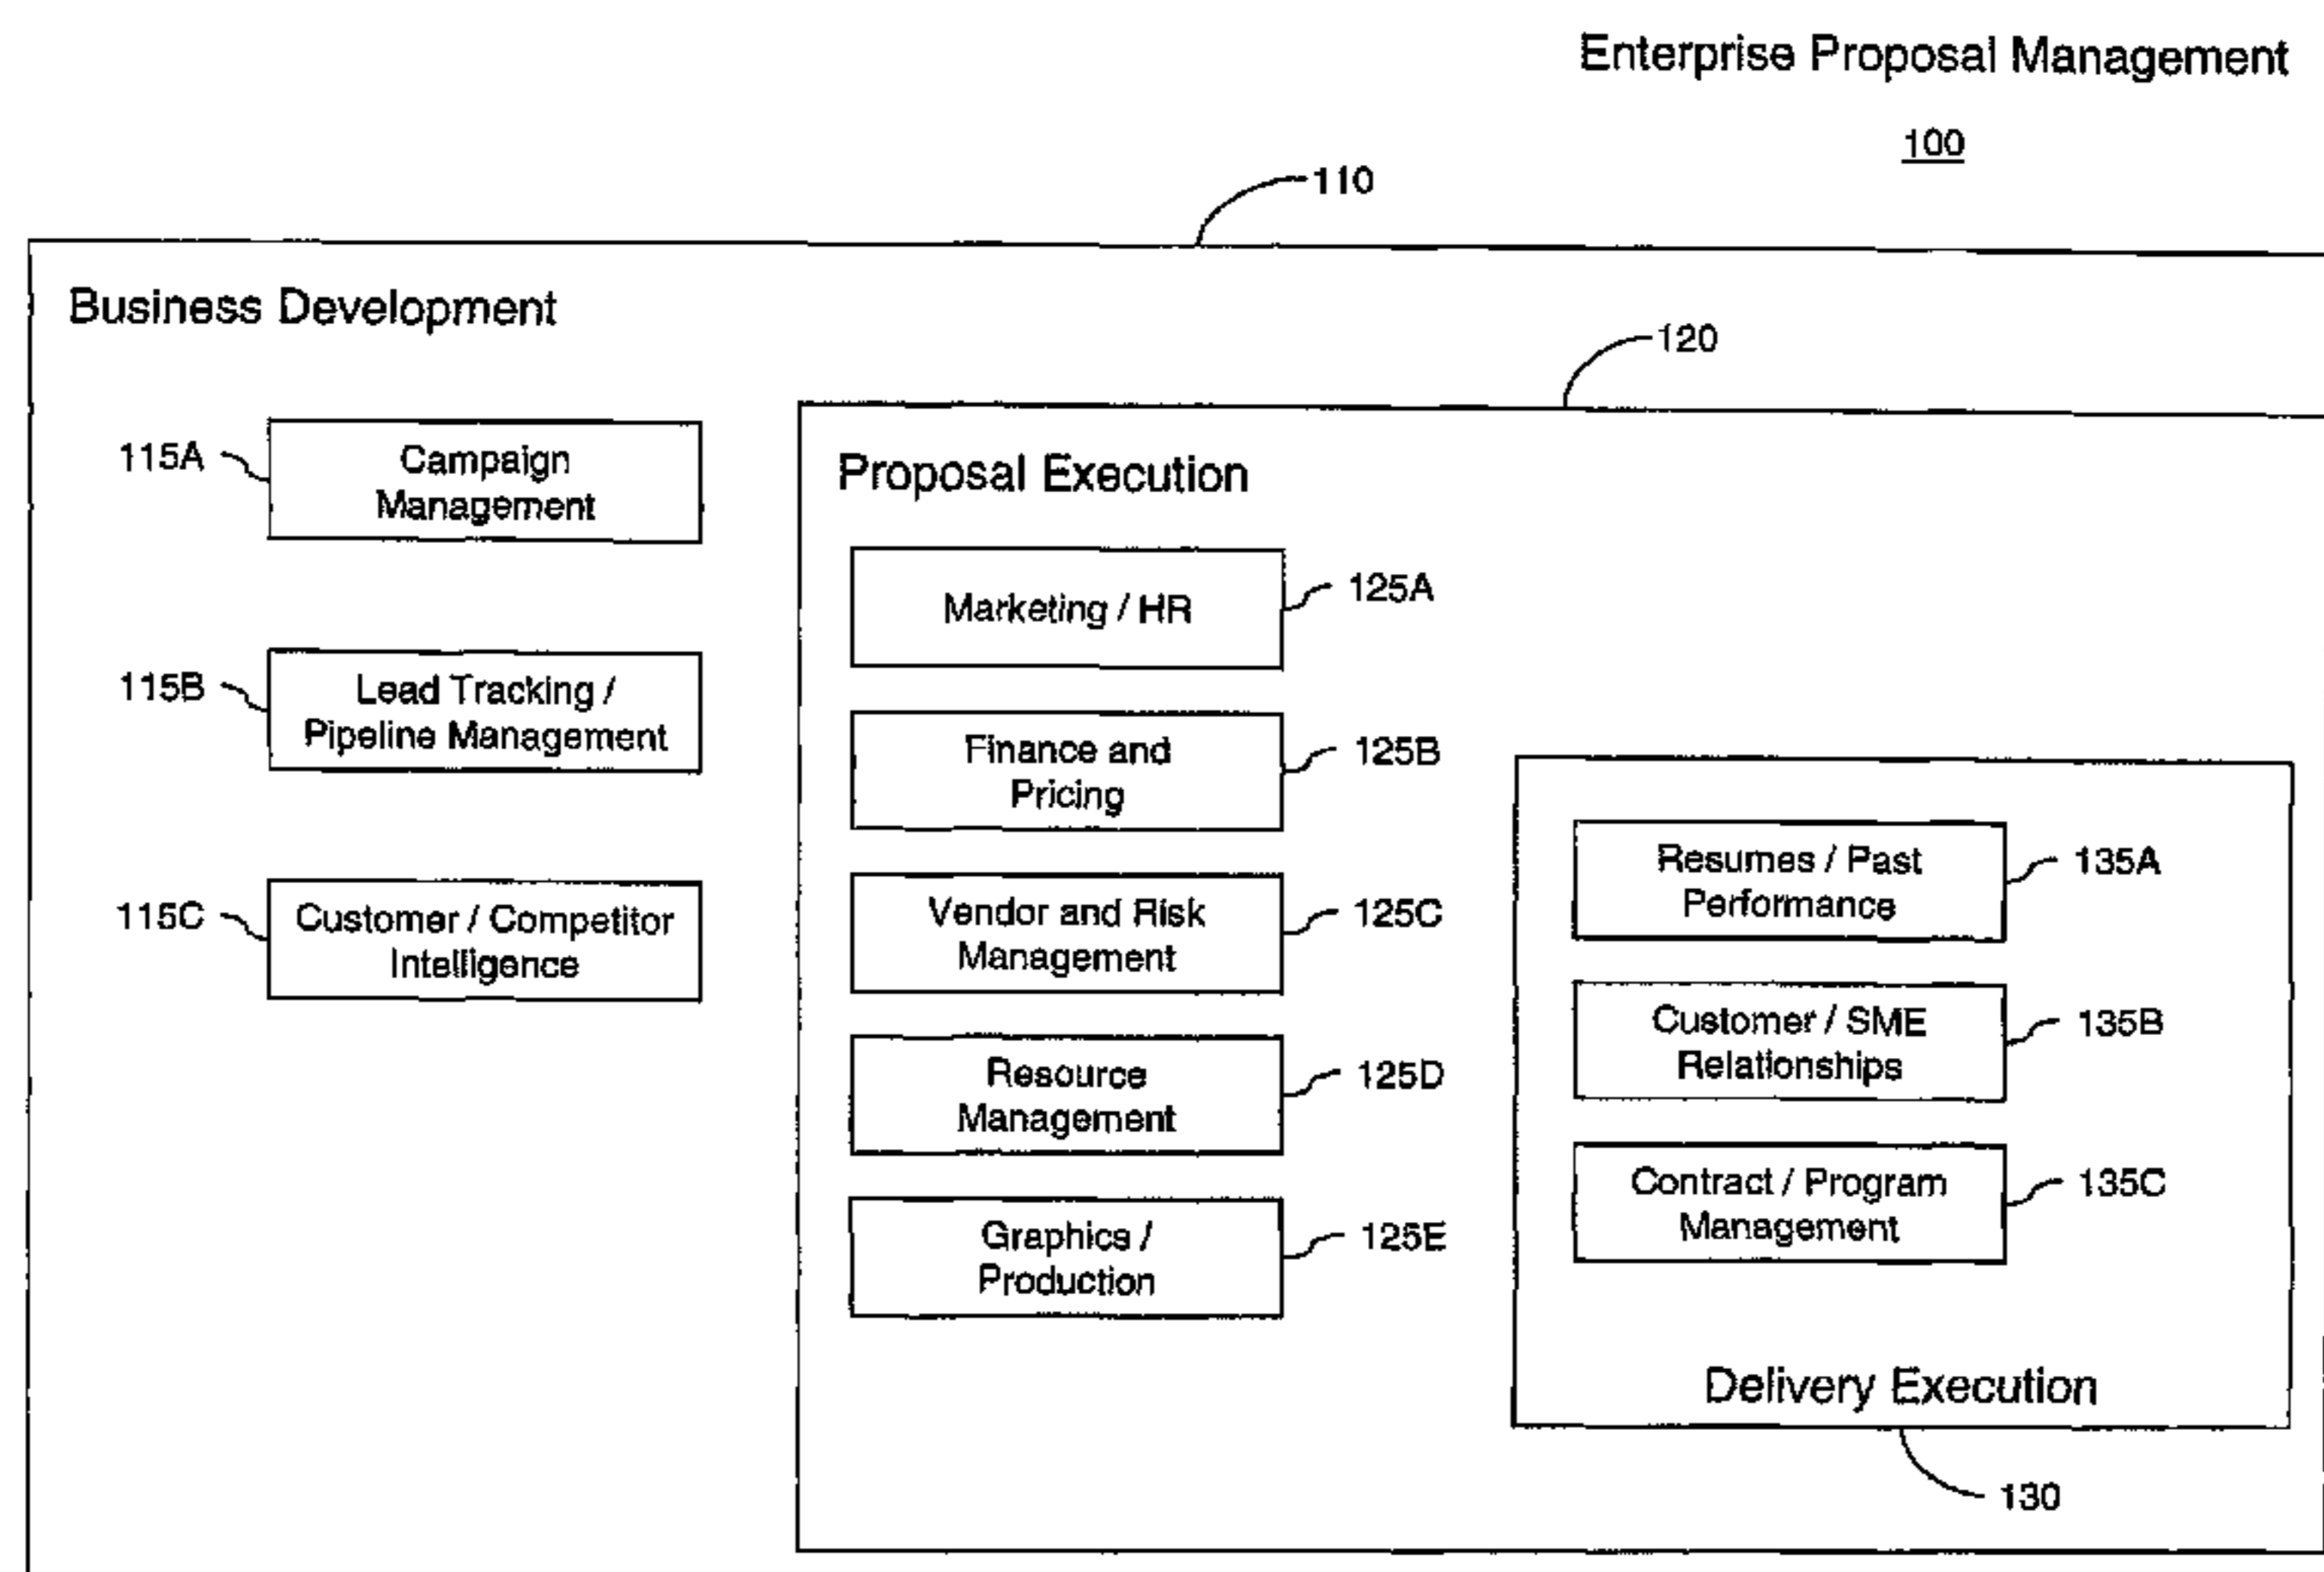 Enterprise Proposal Management
100
110
Business Development
120
115A
Campaign
Management
Proposal Execution
Marketing / HR
125A
115B
Lead Tracking /
Pipeline Management
Finance and
Pricing
125B
Resumes / Past
Performance
135A
115C
Customer / Competitor
Intelligence
Vendor and Risk
Management
125C
Customer / SME
Relationships
135B
Resource
Management
125D
Contract / Program
Management
135C
Graphics /
Production
125E
Delivery Execution
130